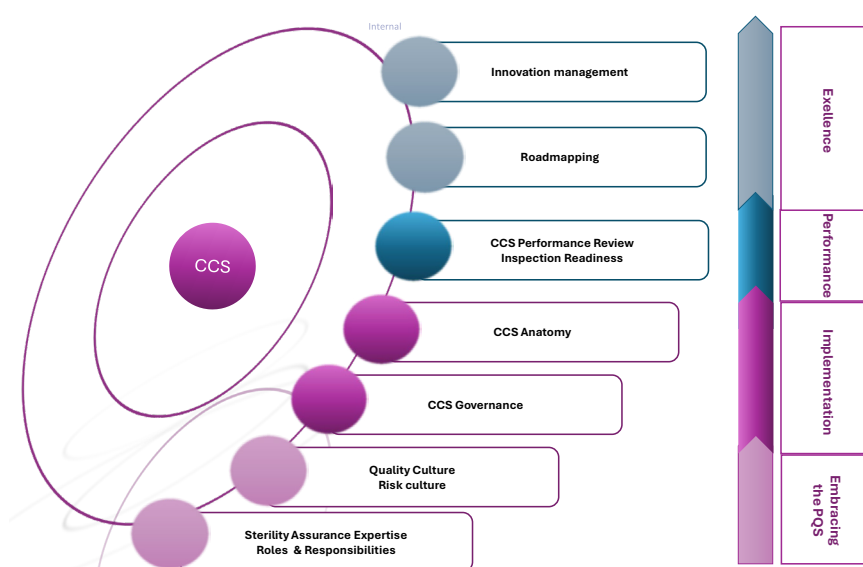 Internal
Innovation management
Roadmapping
CCS Performance Review
Inspection Readiness
CCS
CCS Anatomy
CCS Governance
Quality Culture
Risk culture
Sterility Assurance Expertise
Roles & Responsibilities
Exellence
Performance
Implementation
Embracing
the PQS